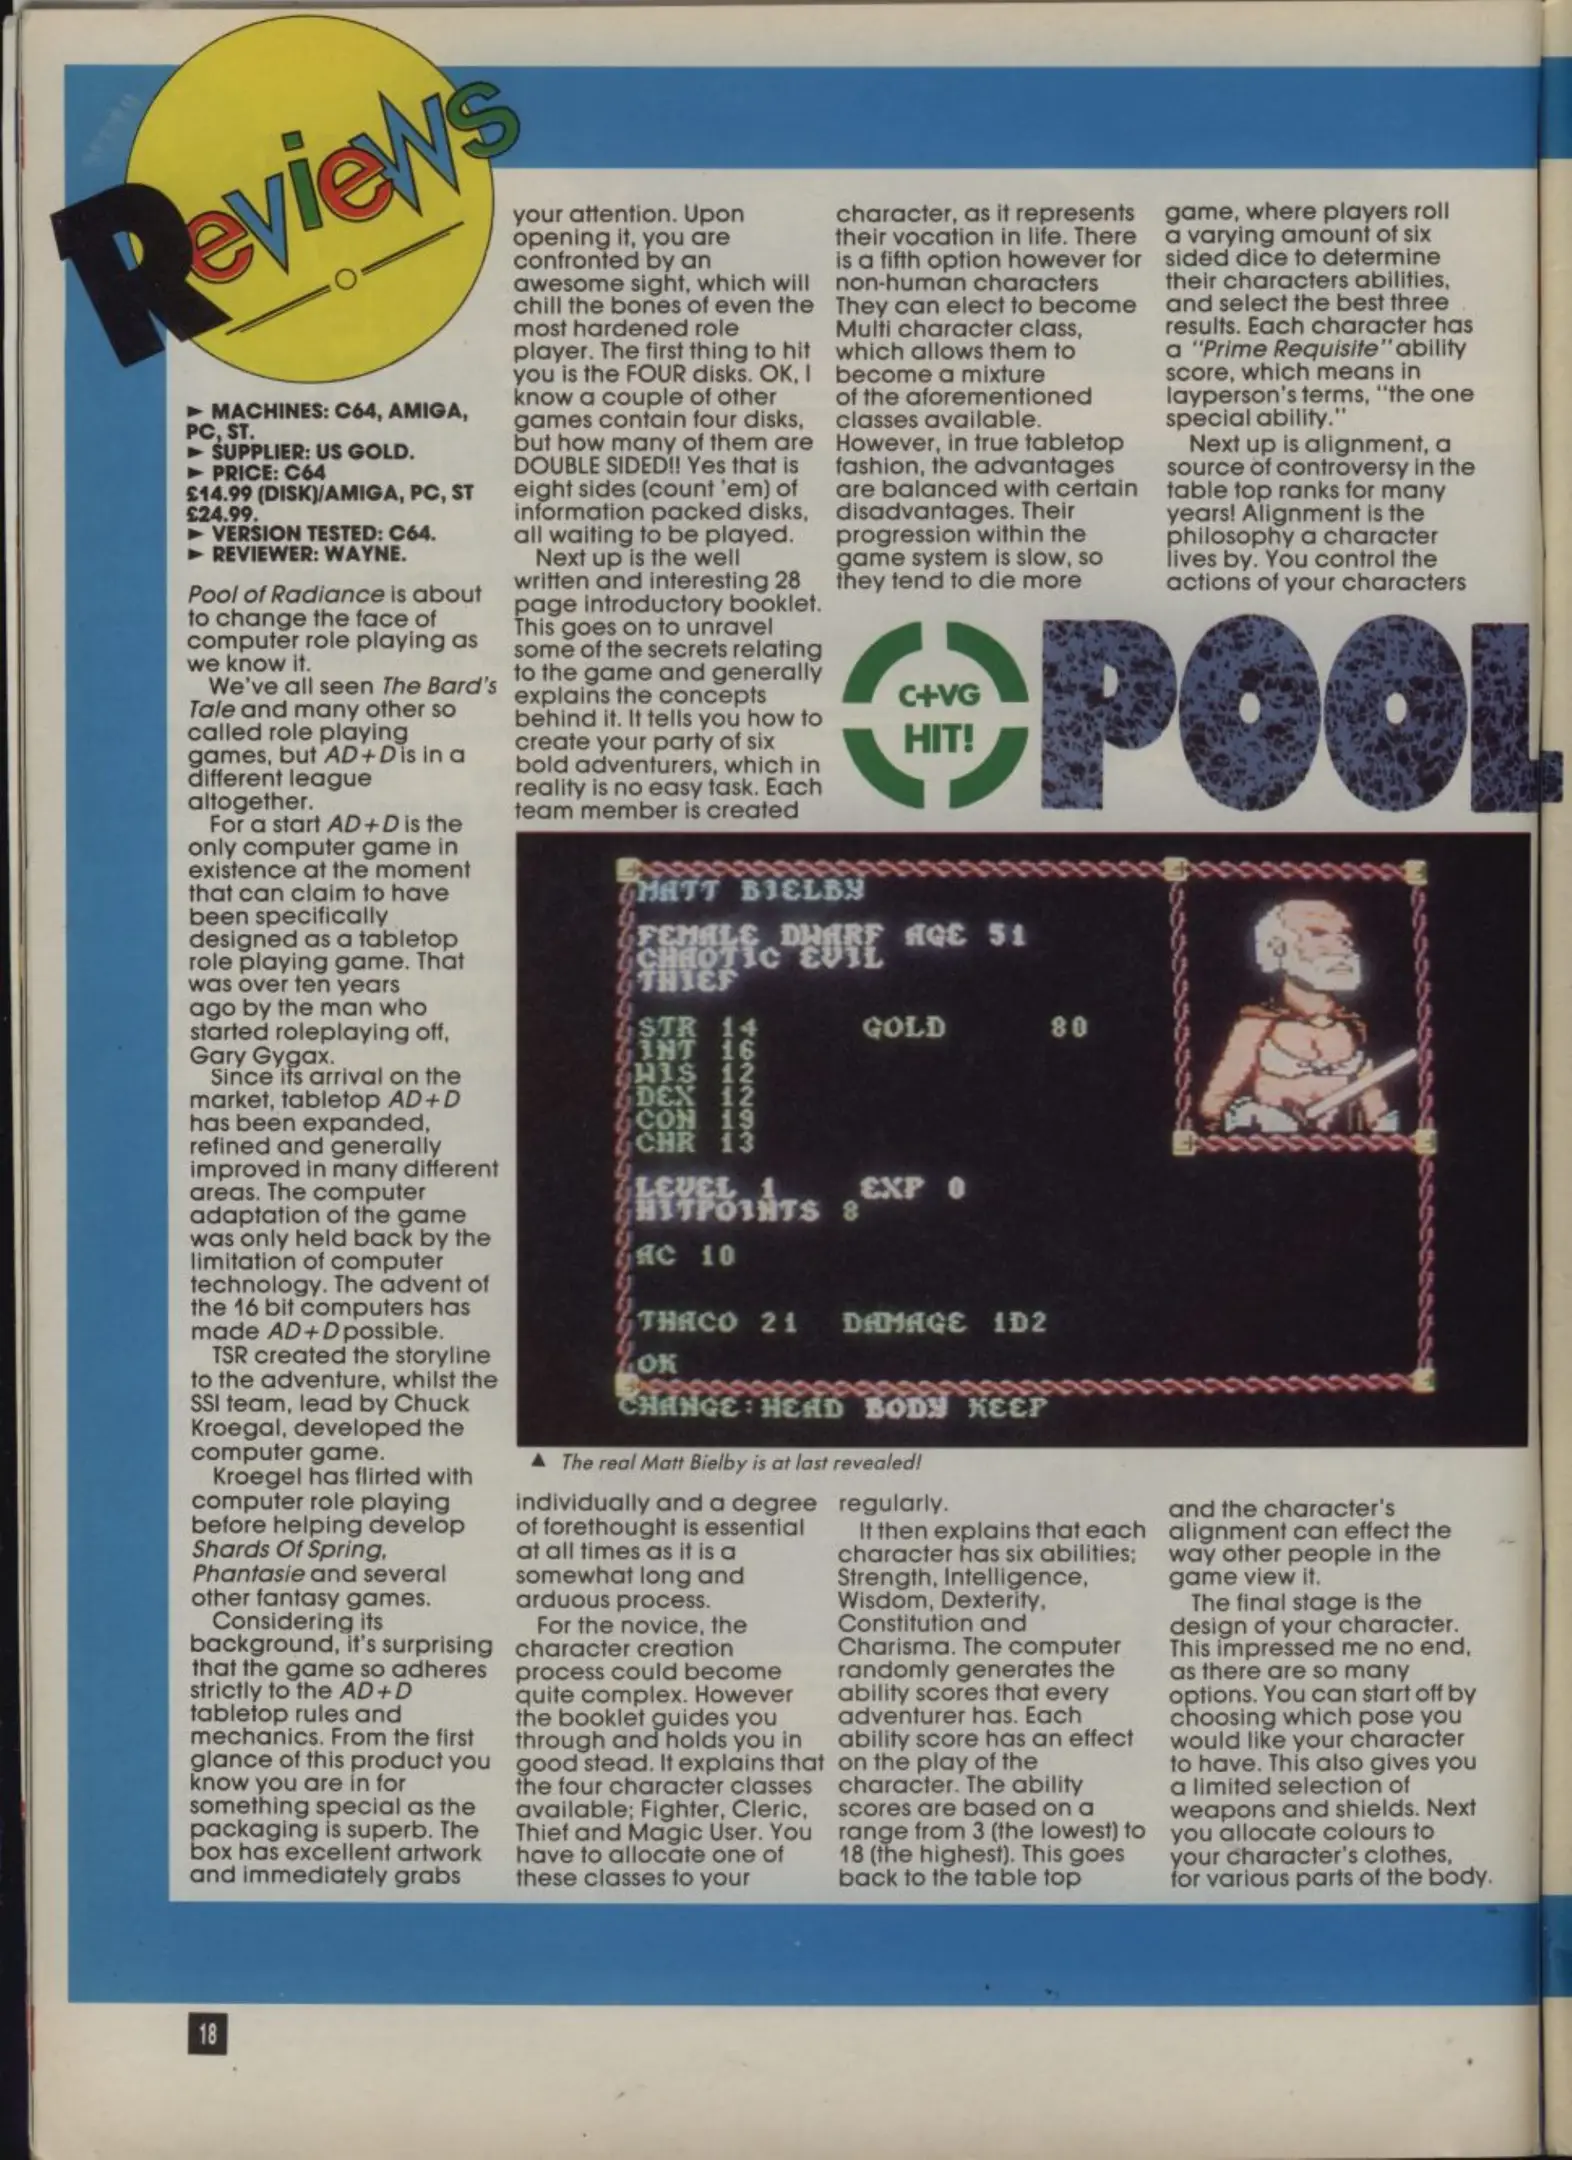 Reviews
► MACHINES: C64, AMIGA,
PC, ST.
► SUPPLIER: US GOLD.
► PRICE: C64
£14.99 (DISK)/AMIGA, PC, ST
£24.99.
► VERSION TESTED: C64.
► REVIEWER: WAYNE.
Pool of Radiance is about
to change the face of
computer role playing as
we know it.
We've all seen The Bard's
Tale and many other so
called role playing
games, but AD+D is in a
different league
altogether.
For a start AD+D is the
only computer game in
existence at the moment
that can claim to have
been specifically
designed as a tabletop
role playing game. That
was over ten years
ago by the man who
started roleplaying off,
Gary Gygax.
Since its arrival on the
market, tabletop AD+D
has been expanded,
refined and generally
improved in many different
areas. The computer
adaptation of the game
was only held back by the
limitation of computer
technology. The advent of
the 16 bit computers has
made AD+D possible.
TSR created the storyline
to the adventure, whilst the
SSI team, lead by Chuck
Kroegal, developed the
computer game.
Kroegel has flirted with
computer role playing
before helping develop
Shards Of Spring,
Phantasie and several
other fantasy games.
Considering its
background, it's surprising
that the game so adheres
strictly to the AD+D
tabletop rules and
mechanics. From the first
glance of this product you
know you are in for
something special as the
packaging is superb. The
box has excellent artwork
and immediately grabs
your attention. Upon
opening it, you are
confronted by an
awesome sight, which will
chill the bones of even the
most hardened role
player. The first thing to hit
you is the FOUR disks. OK, I
know a couple of other
games contain four disks,
but how many of them are
DOUBLE SIDED!! Yes that is
eight sides (count 'em) of
information packed disks,
all waiting to be played.
Next up is the well
written and interesting 28
page introductory booklet.
This goes on to unravel
some of the secrets relating
to the game and generally
explains the concepts
behind it. It tells you how to
create your party of six
bold adventurers, which in
reality is no easy task. Each
team member is created
individually and a degree
of forethought is essential
at all times as it is a
somewhat long and
arduous process.
For the novice, the
character creation
process could become
quite complex. However
the booklet guides you
through and holds you in
good stead. It explains that
the four character classes
available; Fighter, Cleric,
Thief and Magic User. You
have to allocate one of
these classes to your
character, as it represents
their vocation in life. There
is a fifth option however for
non-human characters
They can elect to become
Multi character class,
which allows them to
become a mixture
of the aforementioned
classes available.
However, in true tabletop
fashion, the advantages
are balanced with certain
disadvantages. Their
progression within the
game system is slow, so
they tend to die more
regularly.
It then explains that each
character has six abilities;
Strength, Intelligence,
Wisdom, Dexterity,
Constitution and
Charisma. The computer
randomly generates the
ability scores that every
adventurer has. Each
ability score has an effect
on the play of the
character. The ability
scores are based on a
range from 3 (the lowest) to
18 (the highest). This goes
back to the table top
game, where players roll
a varying amount of six
sided dice to determine
their characters abilities,
and select the best three
results. Each character has
a "Prime Requisite" ability
score, which means in
layperson's terms, "the one
special ability."
Next up is alignment, a
source of controversy in the
table top ranks for many
years! Alignment is the
philosophy a character
lives by. You control the
actions of your characters
and the character's
alignment can effect the
way other people in the
game view it.
The final stage is the
design of your character.
This impressed me no end,
as there are so many
options. You can start off by
choosing which pose you
would like your character
to have. This also gives you
a limited selection of
weapons and shields. Next
you allocate colours to
your character's clothes,
for various parts of the body.
C+VG
HIT!
POOL
MATT BIELBY
FEMALE DWARF AGE 51
CHAOTIC EVIL
THIEF
STR 14 GOLD 80
INT 16
WIS 12
DEX 12
CON 19
CHR 13
LEVEL 1 EXP 0
HITPOINTS 8
AC 10
THACO 21 DAMAGE 1D2
OK
CHANGE: HEAD BODY KEEP
▲ The real Matt Bielby is at last revealed!
18